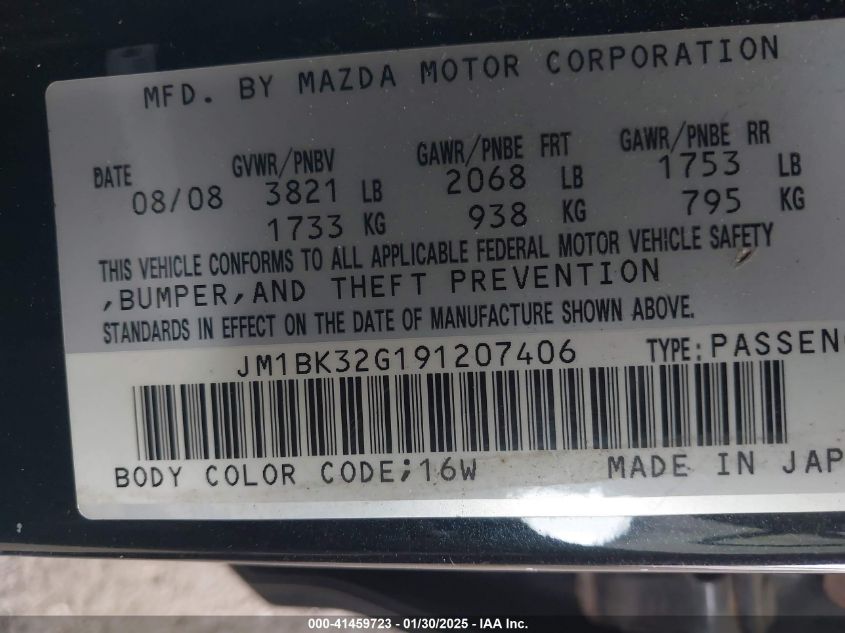 MFD. BY MAZDA MOTOR CORPORATION
DATE GVWR/PNBV GAWR/PNBE FRT GAWR/PNBE RR
08/08 3821 LB 2068 LB 1753 LB
1733 KG 938 KG 795 KG
THIS VEHICLE CONFORMS TO ALL APPLICABLE FEDERAL MOTOR VEHICLE SAFETY
,BUMPER,AND THEFT PREVENTION
STANDARDS IN EFFECT ON THE DATE OF MANUFACTURE SHOWN ABOVE.
JM1BK32G191207406 TYPE:PASSEN
BODY COLOR CODE;16W MADE IN JAP
000-41459723 - 01/30/2025 - IAA Inc.